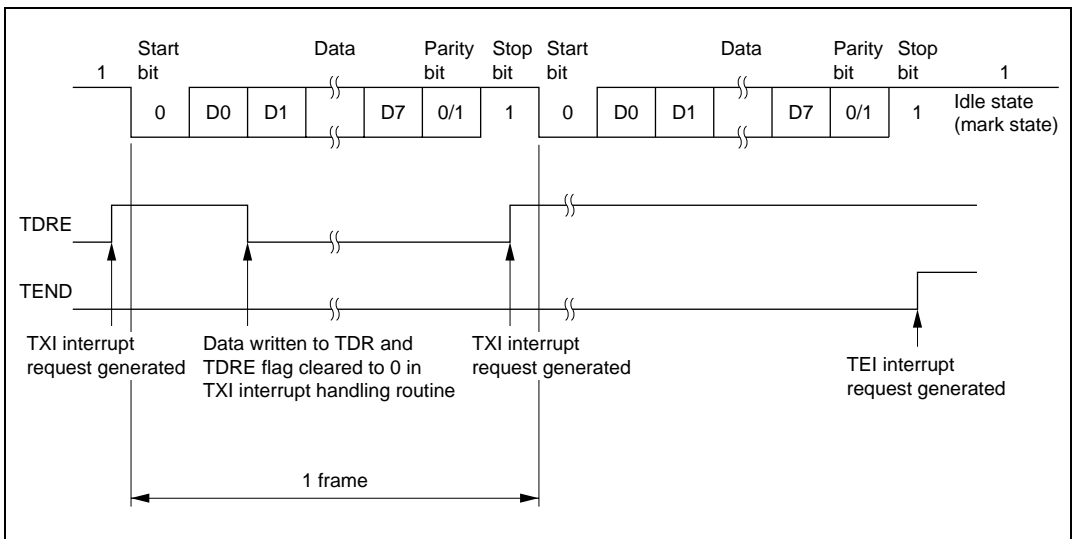 Start Data Parity Stop Start Data Parity Stop
1 bit bit bit bit bit bit 1
0 D0 D1 D7 0/1 1 0 D0 D1 D7 0/1 1 Idle state
(mark state)
TDRE
TEND
TXI interrupt
request generated
Data written to TDR and
TDRE flag cleared to 0 in
TXI interrupt handling routine
TXI interrupt
request generated
TEI interrupt
request generated
1 frame